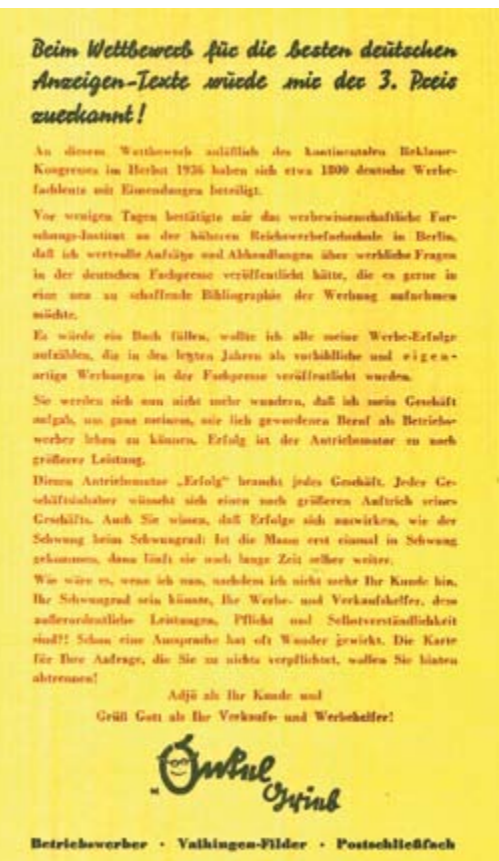 Beim Wettbewerb für die besten deutschen
Anzeigen-Texte wurde mir der 3. Preis
zuerkannt!
An diesem Wettbewerb anläßlich des kontinentalen Reklame-
Kongresses im Herbst 1936 haben sich etwa 1800 deutsche Werbe-
fachleute mit Einsendungen beteiligt.
Vor wenigen Tagen bestätigte mir das werbewissenschaftliche For-
schungs-Institut an der höheren Reichswerbefachschule in Berlin,
daß ich wertvolle Aufsätze und Abhandlungen über werbliche Fragen
in der deutschen Fachpresse veröffentlicht hätte, die es gerne in
eine neu zu schaffende Bibliographie der Werbung aufnehmen
möchte.
Es würde ein Buch füllen, wollte ich alle meine Werbe-Erfolge
aufzählen, die in den letzten Jahren als vorbildliche und eigen-
artige Werbungen in der Fachpresse veröffentlicht wurden.
Sie werden sich nun nicht mehr wundern, daß ich mein Geschäft
aufgab, um ganz meinem, mir lieb gewordenen Beruf als Betriebs-
werber leben zu können. Erfolg ist der Antriebsmotor zu noch
größerer Leistung.
Diesen Antriebsmotor „Erfolg" braucht jedes Geschäft. Jeder Ge-
schäftsinhaber wünscht sich einen noch größeren Auftrieb seines
Geschäfts. Auch Sie wissen, daß Erfolge sich auswirken, wie der
Schwung beim Schwungrad: Ist die Masse erst einmal in Schwung
gekommen, dann läuft sie noch lange Zeit selber weiter.
Wie wäre es, wenn ich nun, nachdem ich nicht mehr Ihr Kunde bin,
Ihr Schwungrad sein könnte, Ihr Werbe- und Verkaufshelfer, dem
außerordentliche Leistungen, Pflicht und Selbstverständlichkeit
sind?! Schon eine Aussprache hat oft Wunder gewirkt. Die Karte
für Ihre Anfrage, die Sie zu nichts verpflichtet, wollen Sie hinten
abtrennen!
Adjö als Ihr Kunde und
Grüß Gott als Ihr Verkaufs- und Werbehelfer!
Onkel
Grieb
Betriebswerber · Vaihingen-Filder · Postschließfach